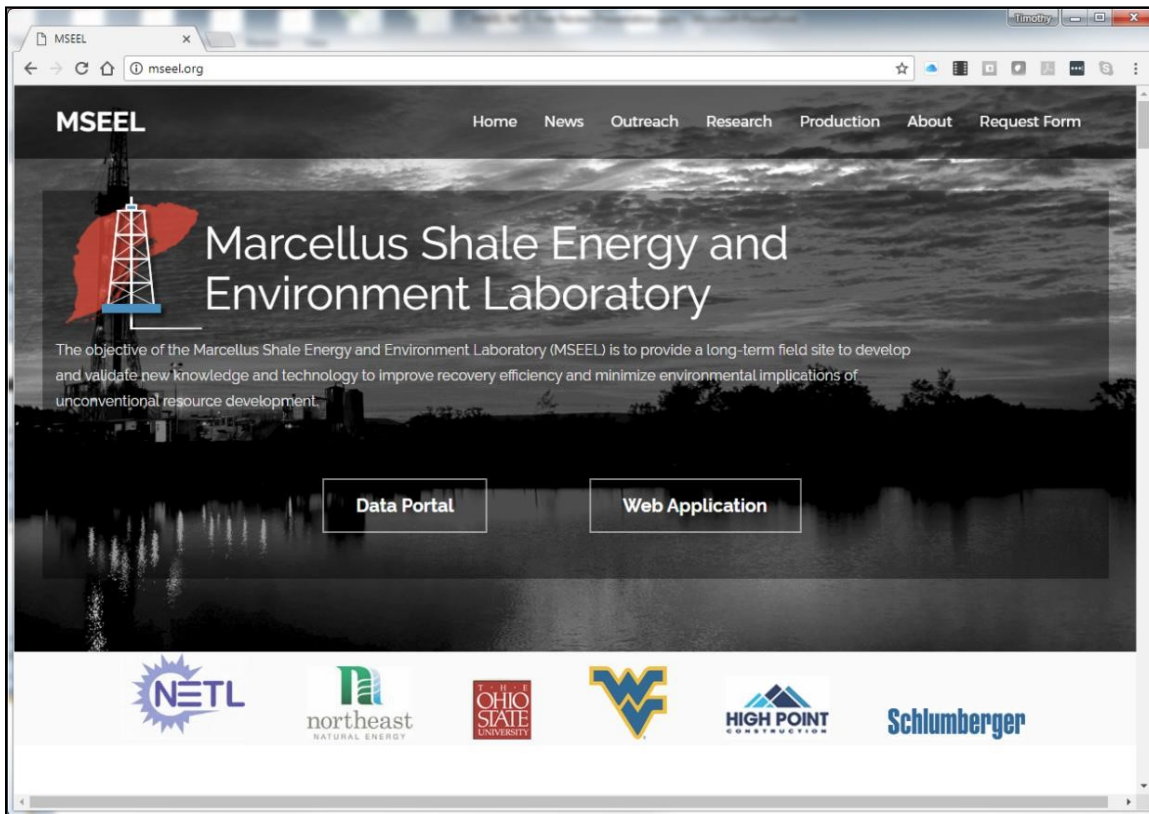 Timothy
MSEEL
mseel.org
MSEEL
Home News Outreach Research Production About Request Form
Marcellus Shale Energy and
Environment Laboratory
The objective of the Marcellus Shale Energy and Environment Laboratory (MSEEL) is to provide a long-term field site to develop
and validate new knowledge and technology to improve recovery efficiency and minimize environmental implications of
unconventional resource development.
Data Portal Web Application
NETL
northeast
NATURAL ENERGY
T · H · E
OHIO
STATE
UNIVERSITY
WV
HIGH POINT
CONSTRUCTION
Schlumberger